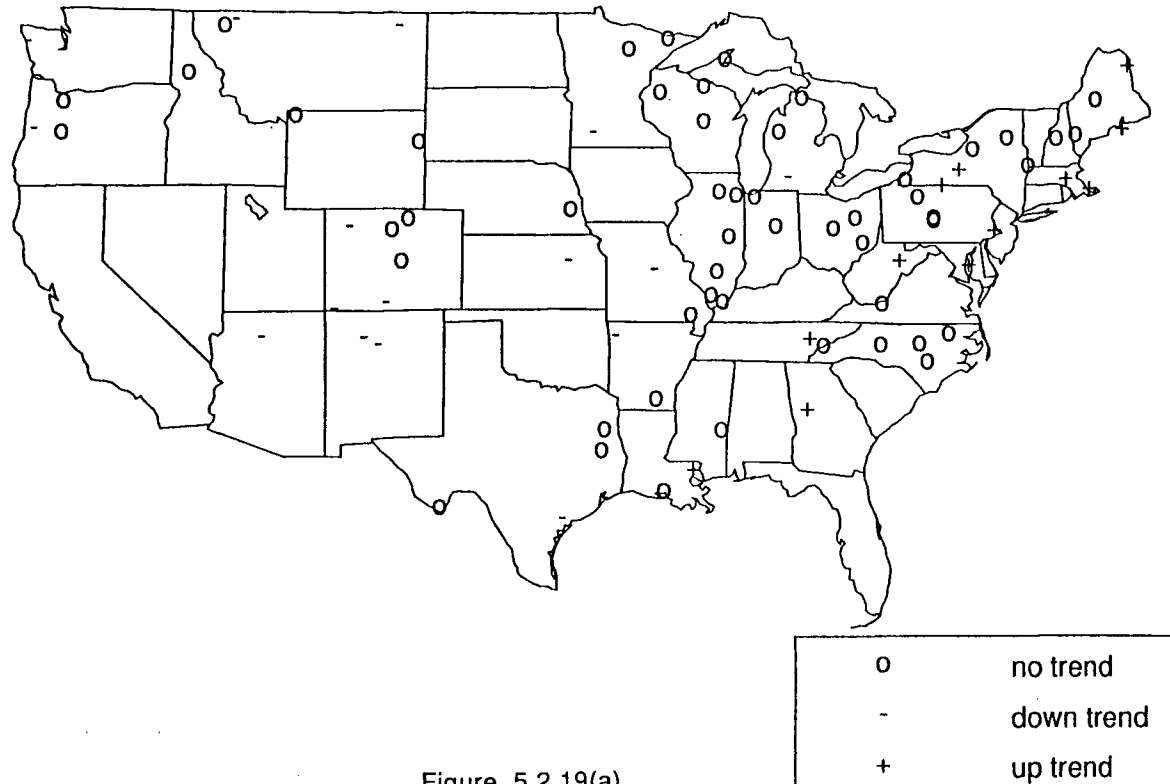 o no trend
- down trend
+ up trend
Figure 5.2.19(a)